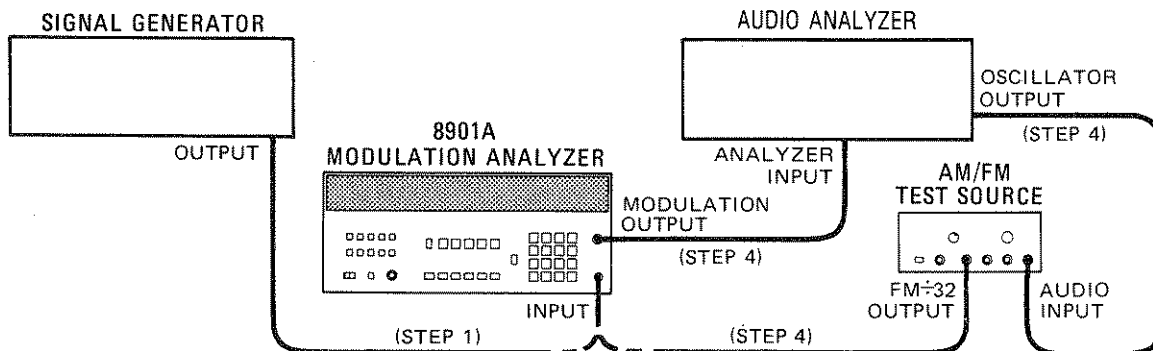 SIGNAL GENERATOR
OUTPUT
8901A
MODULATION ANALYZER
MODULATION
OUTPUT
(STEP 4)
INPUT
(STEP 1)
(STEP 4)
AUDIO ANALYZER
ANALYZER
INPUT
OSCILLATOR
OUTPUT
(STEP 4)
AM/FM
TEST SOURCE
FM÷32
OUTPUT
AUDIO
INPUT